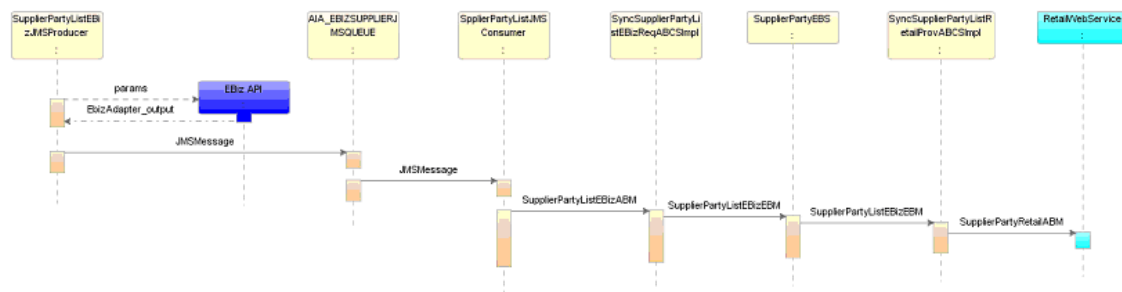 SupplierPartyListEBi
zJMSProducer
:
AIA_EBIZSUPPLIERJ
MSQUEUE
:
SpplierPartyListJMS
Consumer
:
SyncSupplierPartyLi
stEBizReqABCSImpl
:
SupplierPartyEBS
:
SyncSupplierPartyListR
etailProvABCSImpl
:
RetailWebService
:
params
EBiz API
EbizAdapter_output
JMSMessage
JMSMessage
SupplierPartyListEBizABM
SupplierPartyListEBizEBM
SupplierPartyListEBizEBM
SupplierPartyRetailABM